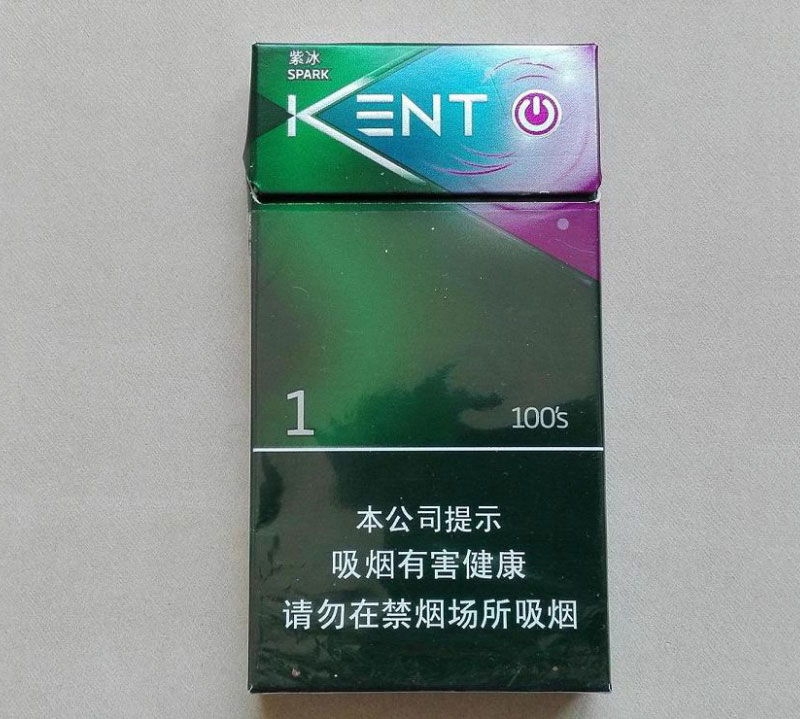 紫冰
SPARK
KENT
1
100's
本公司提示
吸烟有害健康
请勿在禁烟场所吸烟